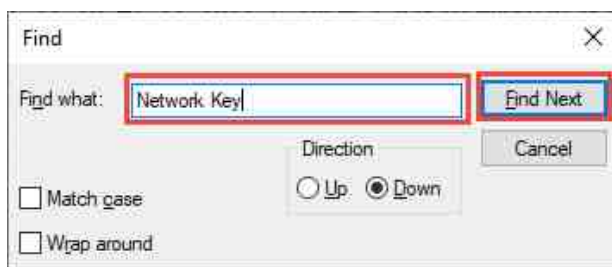 Find
Find what: Network Key Find Next
Direction Cancel
Up Down
Match case
Wrap around